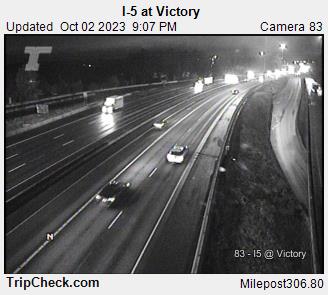 I-5 at Victory
Updated Oct 02 2023 9:07 PM Camera 83
T
N
83 - I5 @ Victory
TripCheck.com Milepost306.80